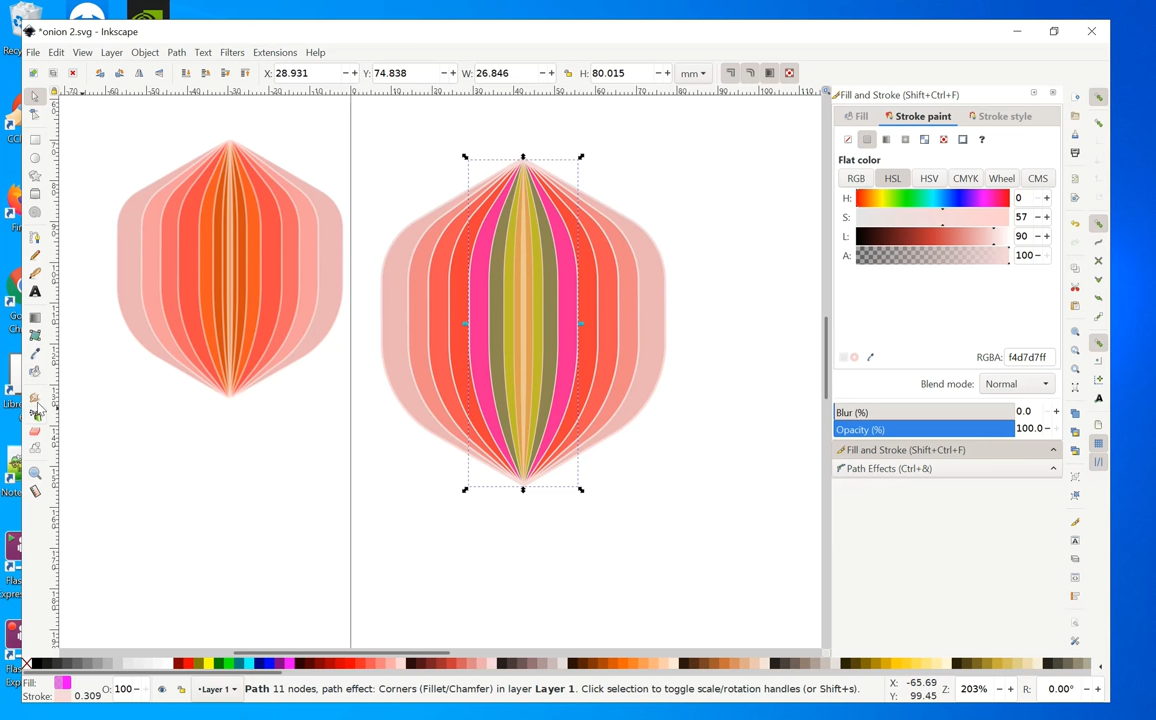 Recy
*onion 2.svg - Inkscape
File Edit View Layer Object Path Text Filters Extensions Help
X: 28.931 Y: 74.838 W: 26.846 H: 80.015 mm
Fill and Stroke (Shift+Ctrl+F)
Fill Stroke paint Stroke style
?
Flat color
RGB HSL HSV CMYK Wheel CMS
H: 0
S: 57
L: 90
A: 100
RGBA: f4d7d7ff
Blend mode: Normal
Blur (%) 0.0
Opacity (%) 100.0
Fill and Stroke (Shift+Ctrl+F)
Path Effects (Ctrl+&)
Fill:
Stroke: 0.309 O: 100 Layer 1 Path 11 nodes, path effect: Corners (Fillet/Chamfer) in layer Layer 1. Click selection to toggle scale/rotation handles (or Shift+s). X: -65.69 Y: 99.45 Z: 203% R: 0.00°